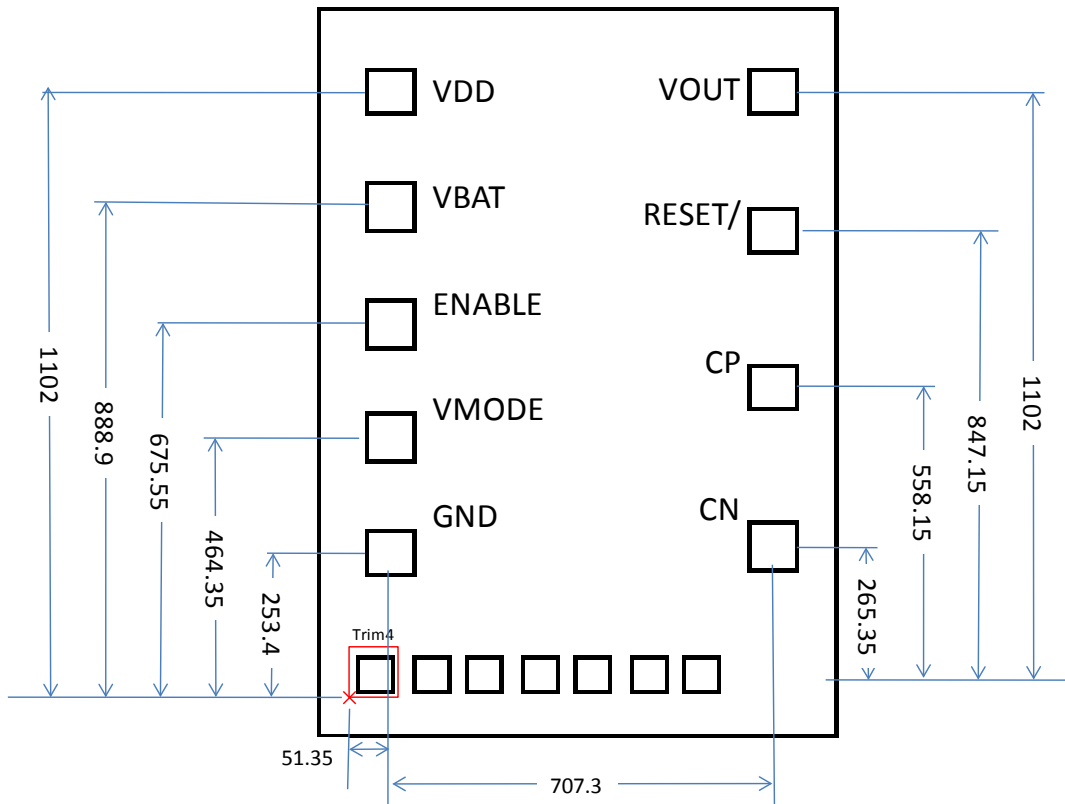 VDD
VOUT
VBAT
RESET/
ENABLE
CP
VMODE
CN
GND
Trim4
1102
888.9
675.55
464.35
253.4
265.35
558.15
847.15
1102
51.35
707.3